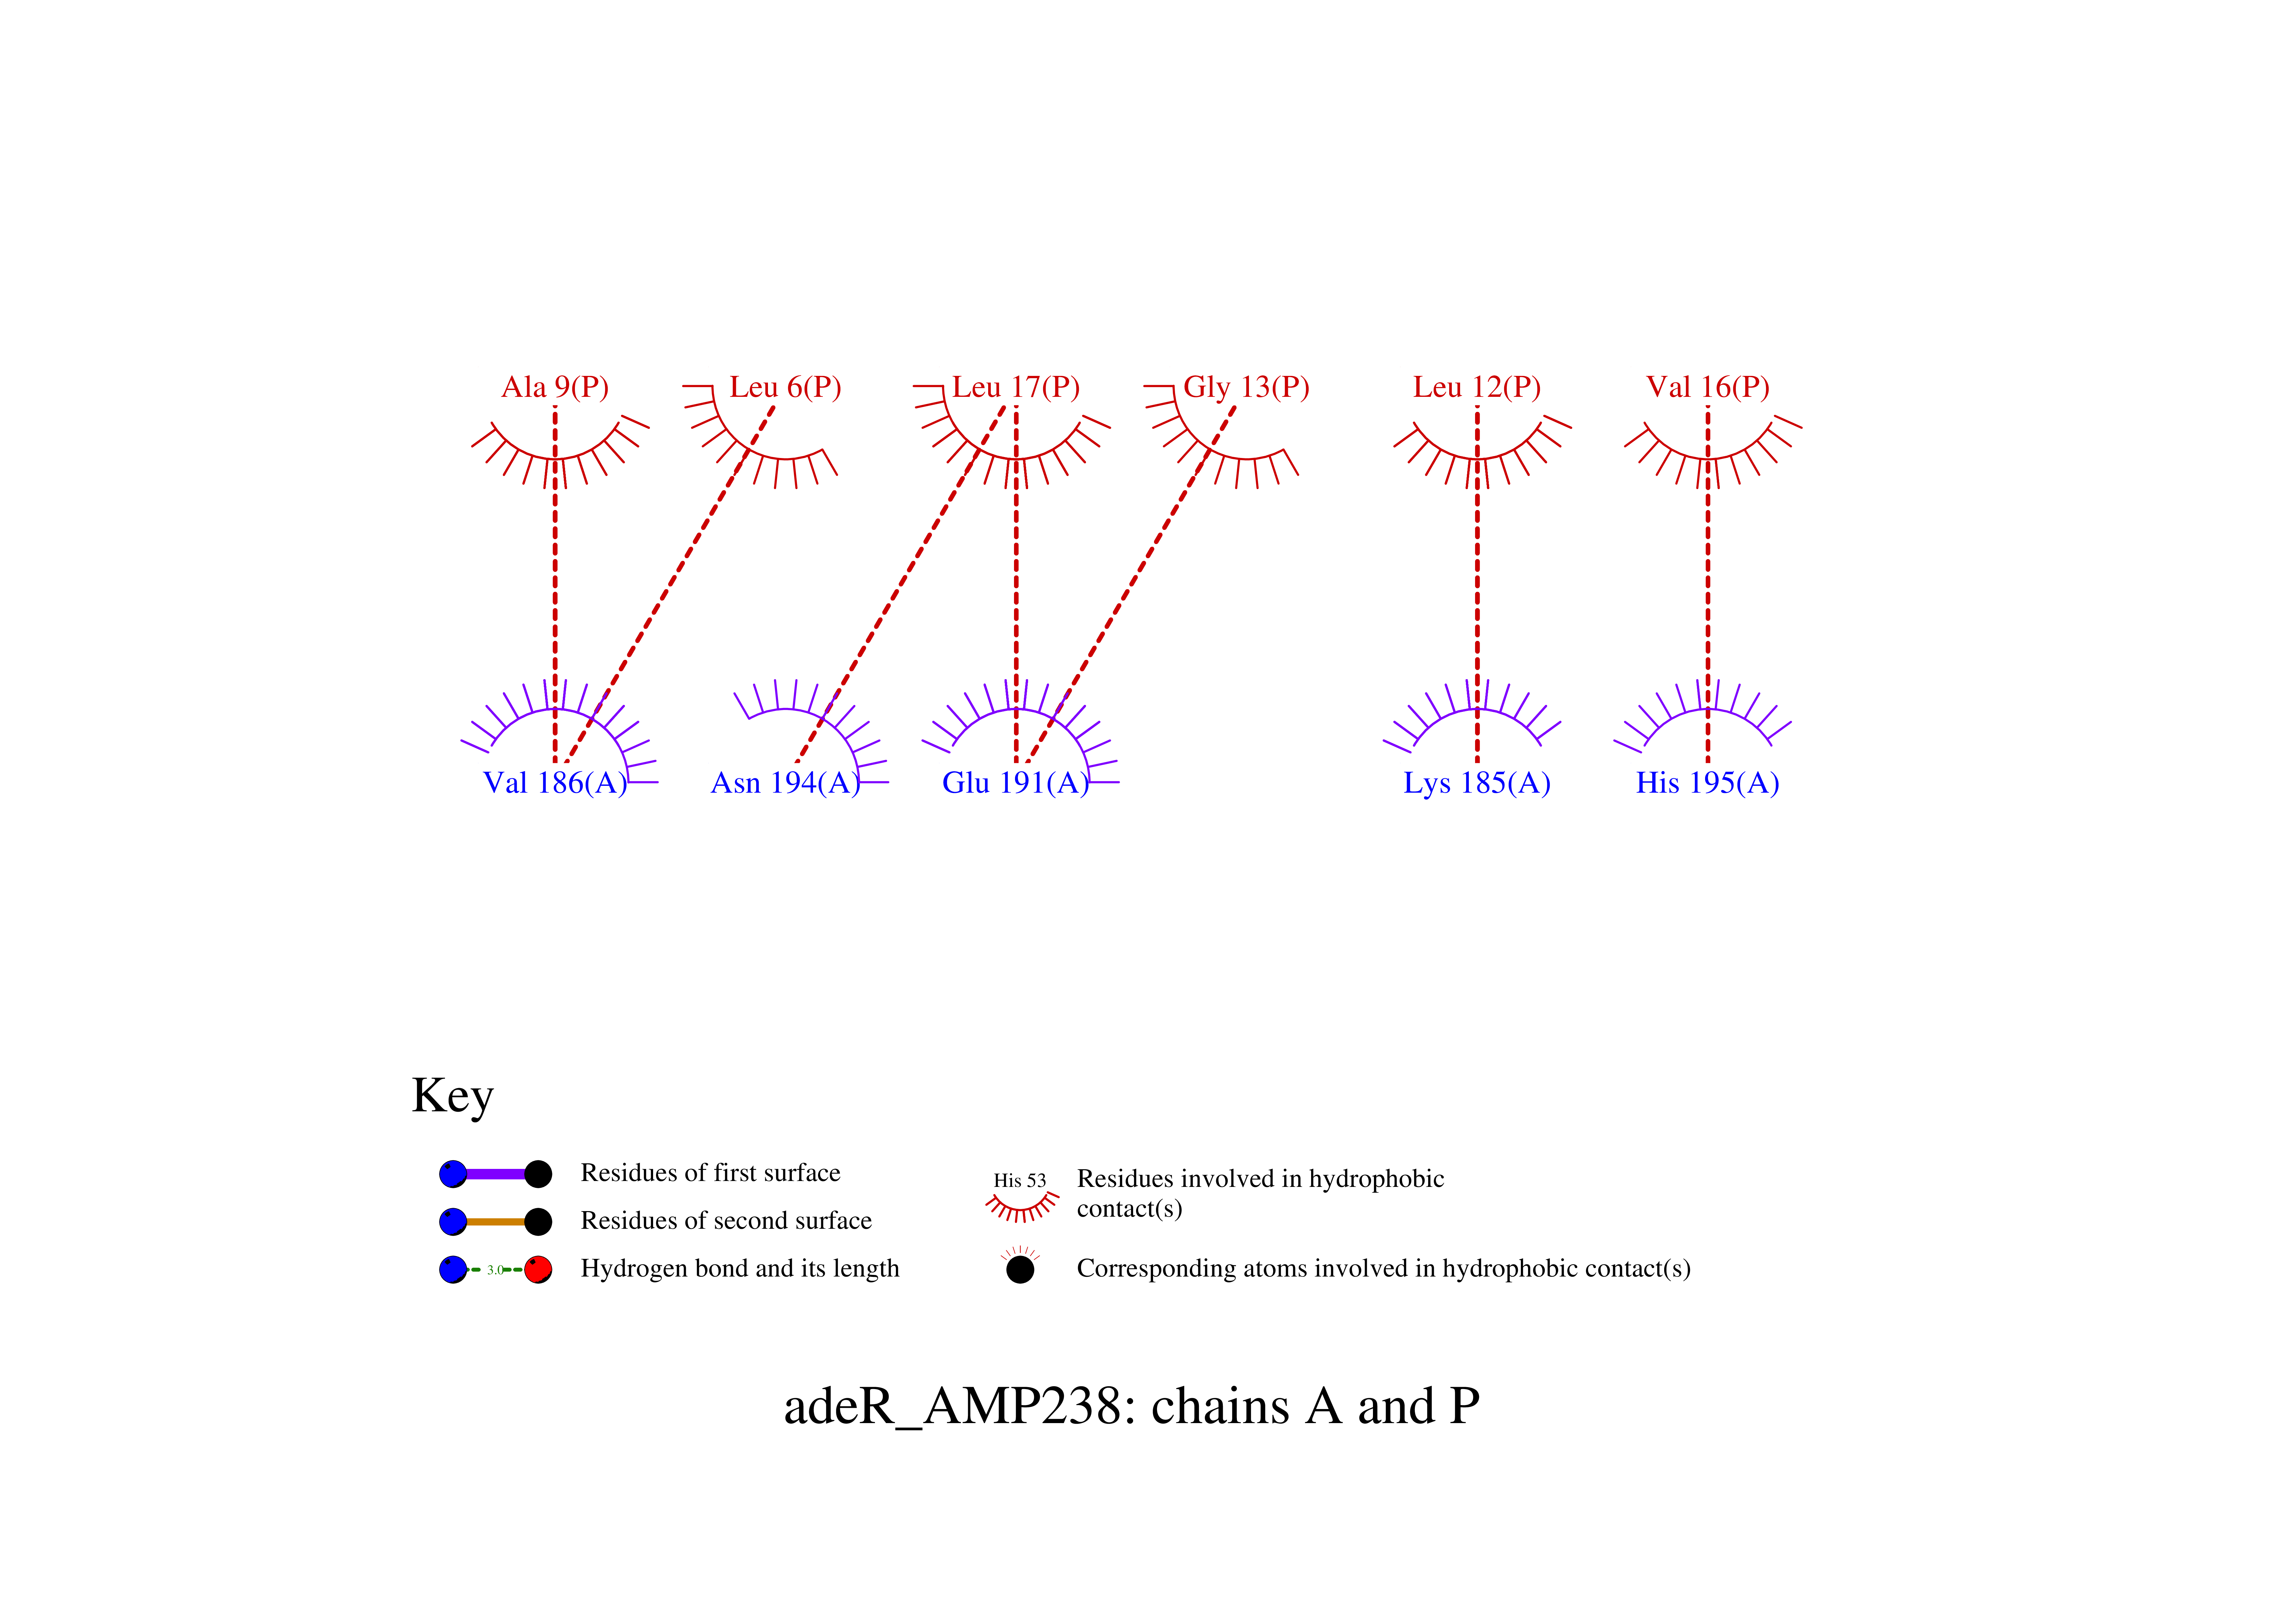 Ala 9(P) Leu 6(P) Leu 17(P) Gly 13(P) Leu 12(P) Val 16(P)
Val 186(A) Asn 194(A) Glu 191(A) Lys 185(A) His 195(A)
Key
Residues of first surface
Residues of second surface
3.0 Hydrogen bond and its length
His 53 Residues involved in hydrophobic
contact(s)
Corresponding atoms involved in hydrophobic contact(s)
adeR_AMP238: chains A and P